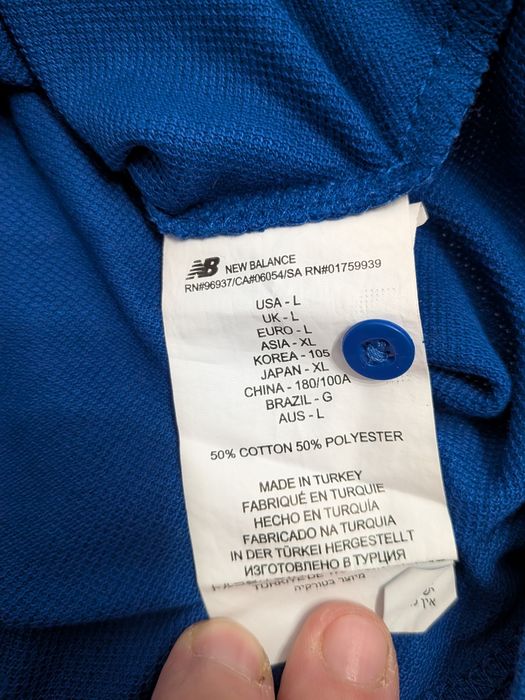 NB NEW BALANCE
RN#96937/CA#06054/SA RN#01759939
USA - L
UK - L
EURO - L
ASIA - XL
KOREA - 105
JAPAN - XL
CHINA - 180/100A
BRAZIL - G
AUS - L
50% COTTON 50% POLYESTER
MADE IN TURKEY
FABRIQUÉ EN TURQUIE
HECHO EN TURQUÍA
FABRICADO NA TURQUIA
IN DER TÜRKEI HERGESTELLT
ИЗГОТОВЛЕНО В ТУРЦИЯ